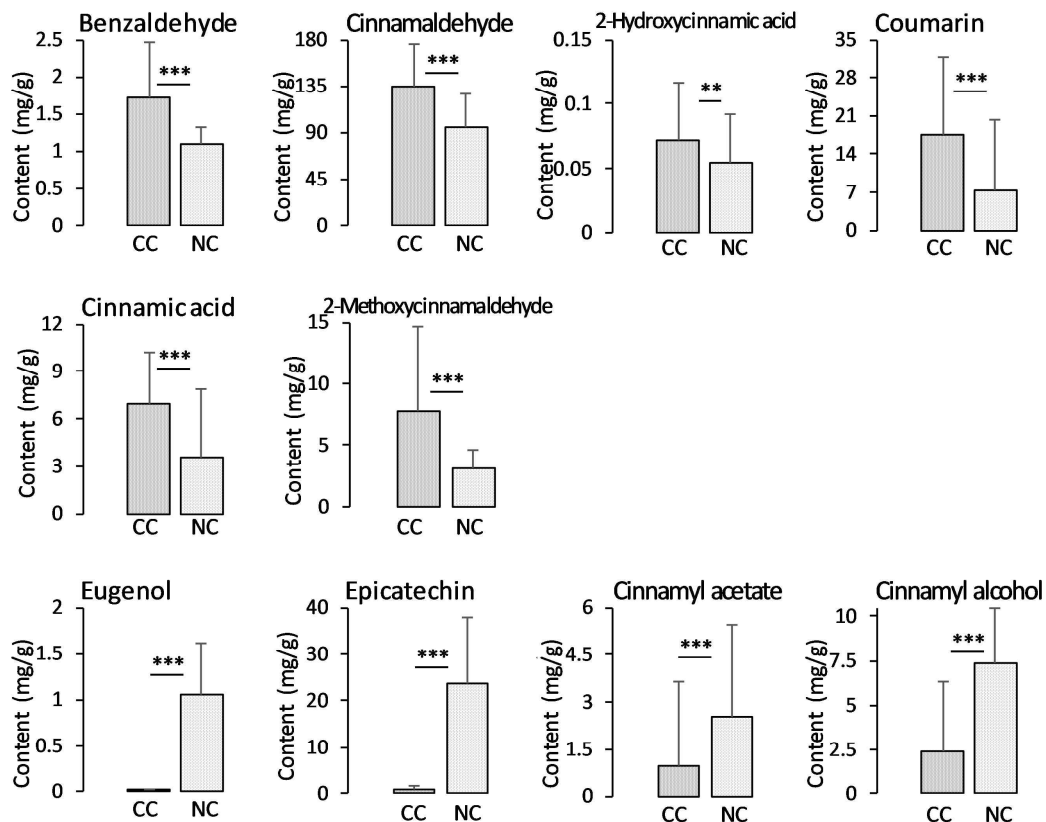 Benzaldehyde
Content (mg/g)
2.5
2
1.5
1
0.5
0
***
CC NC
Cinnamaldehyde
Content (mg/g)
180
135
90
45
0
***
CC NC
2-Hydroxycinnamic acid
Content (mg/g)
0.15
0.1
0.05
0
**
CC NC
Coumarin
Content (mg/g)
35
28
21
14
7
0
***
CC NC
Cinnamic acid
Content (mg/g)
12
9
6
3
0
***
CC NC
2-Methoxycinnamaldehyde
Content (mg/g)
15
10
5
0
***
CC NC
Eugenol
Content (mg/g)
2
1.5
1
0.5
0
***
CC NC
Epicatechin
Content (mg/g)
40
30
20
10
0
***
CC NC
Cinnamyl acetate
Content (mg/g)
6
4.5
3
1.5
0
***
CC NC
Cinnamyl alcohol
Content (mg/g)
10
7.5
5
2.5
0
***
CC NC